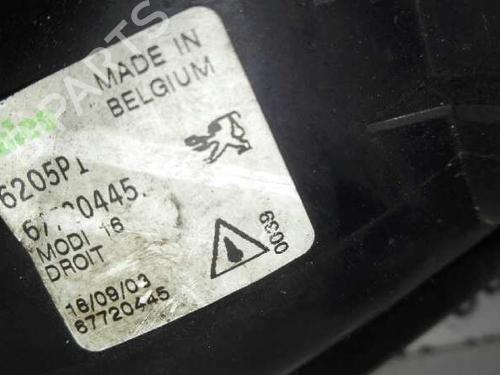 MADE IN
BELGIUM
6205P1
MODI 16
DROIT
0039
16/09/03
67720445
PARTS